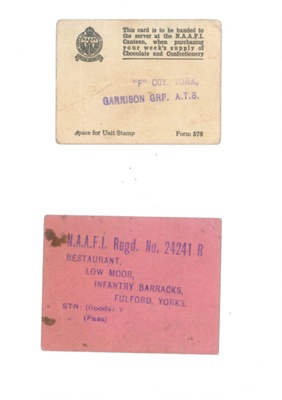 This card is to be handed
to the server at the N.A.A.F.I.
Canteen, when purchasing
your week's supply of
Chocolate and Confectionery
"F" COY. YORK,
GARRISON GRP. A.T.S.
Space for Unit Stamp Form 578
N.A.A.F.I. Regd. No. 24241 R
RESTAURANT,
LOW MOOR,
INFANTRY BARRACKS,
FULFORD, YORKS.
STN: (Goods)
(Pass)